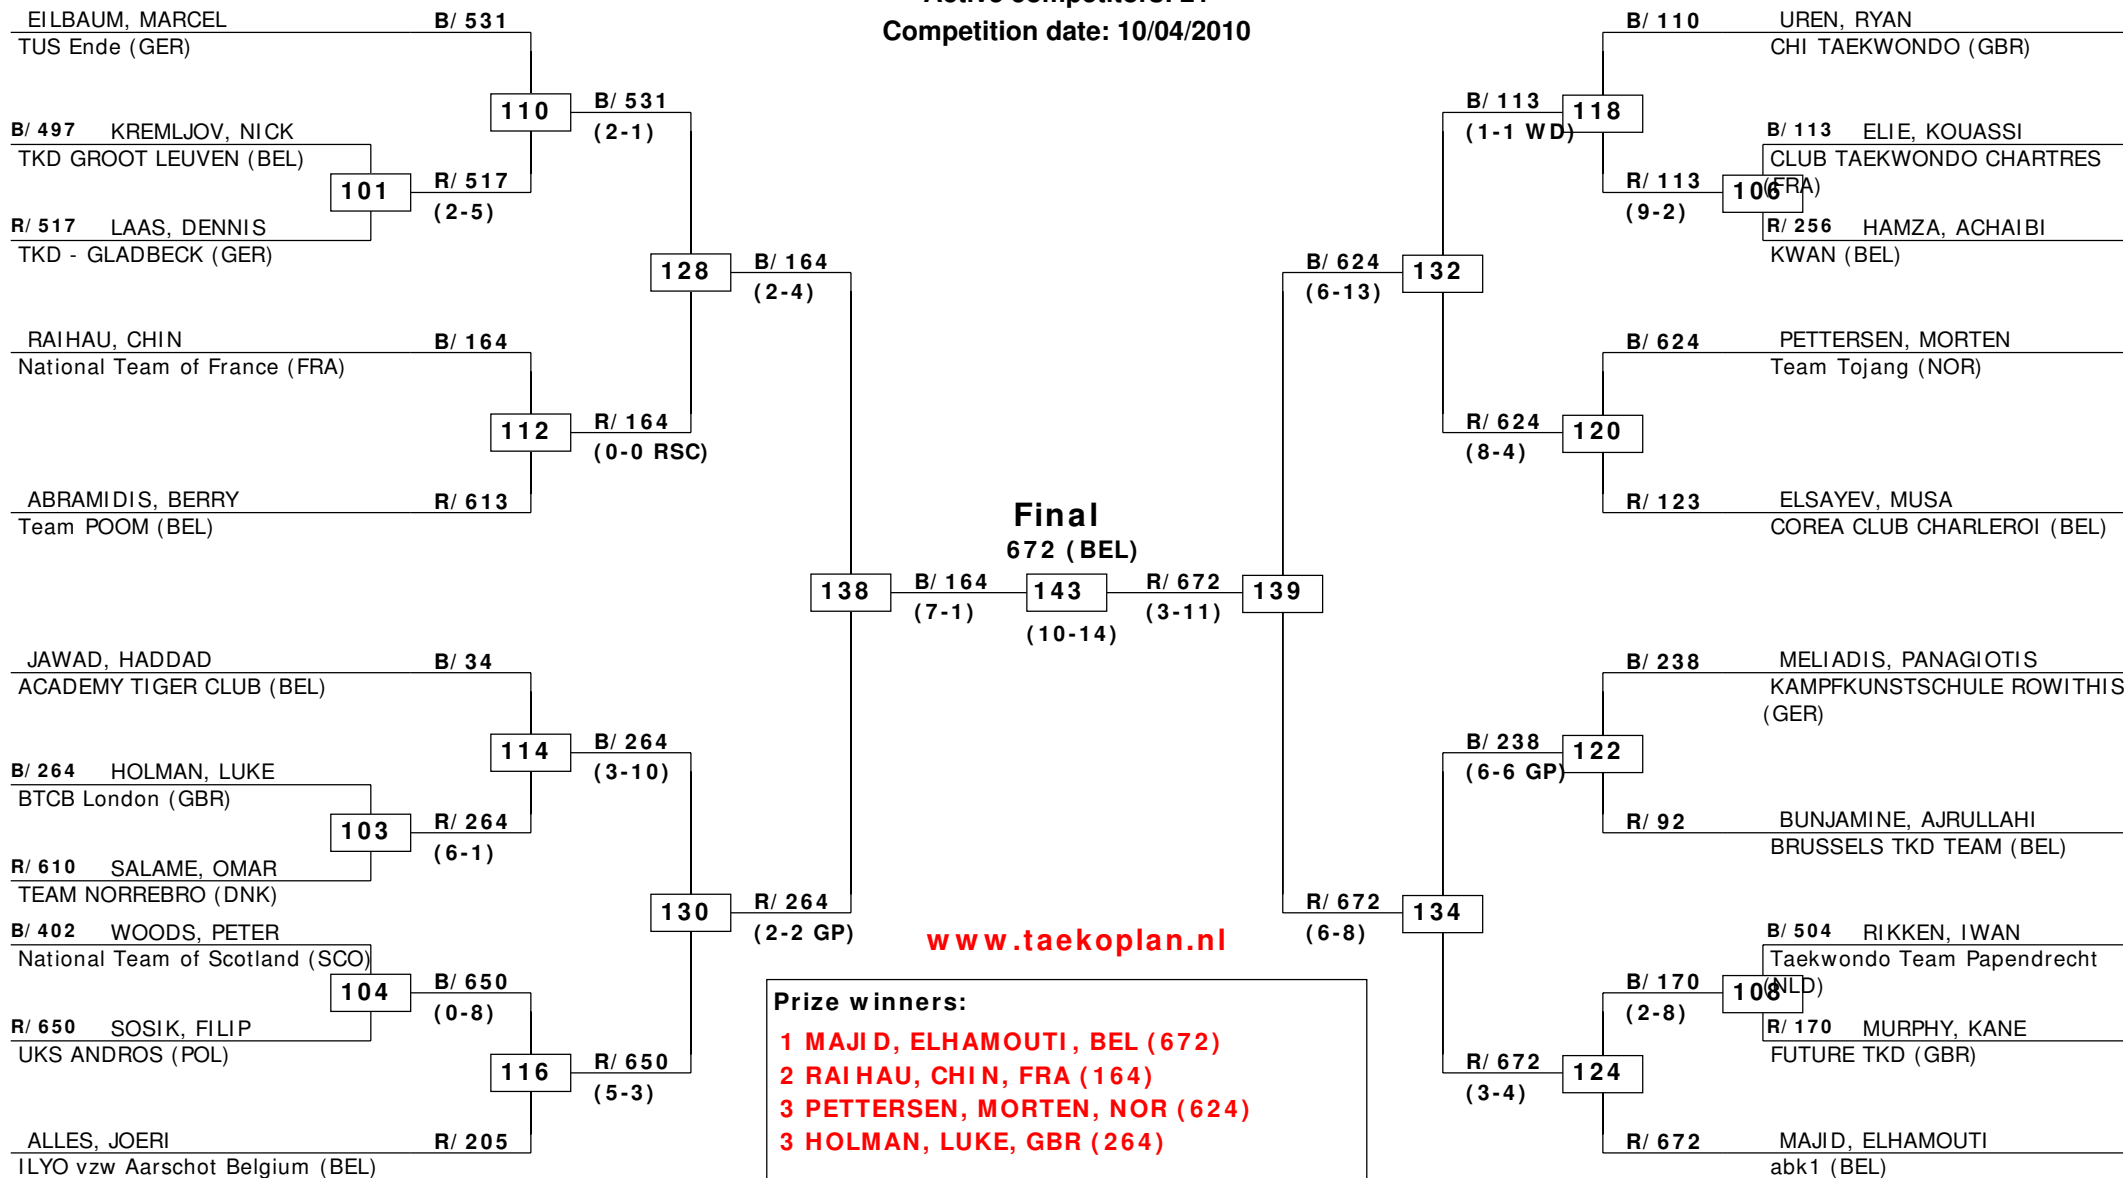 Active competitors: 21
Competition date: 10/04/2010
EILBAUM, MARCEL
B/ 531
TUS Ende (GER)
110
B/ 531
(2-1)
B/ 497 KREMLJOV, NICK
TKD GROOT LEUVEN (BEL)
101
R/ 517
(2-5)
R/ 517 LAAS, DENNIS
TKD - GLADBECK (GER)
128
B/ 164
(2-4)
RAIHAU, CHIN
B/ 164
National Team of France (FRA)
112
R/ 164
(0-0 RSC)
ABRAMIDIS, BERRY
R/ 613
Team POOM (BEL)
138
B/ 164
(7-1)
JAWAD, HADDAD
B/ 34
ACADEMY TIGER CLUB (BEL)
114
B/ 264
(3-10)
B/ 264 HOLMAN, LUKE
BTCB London (GBR)
103
R/ 264
(6-1)
R/ 610 SALAME, OMAR
TEAM NORREBRO (DNK)
130
R/ 264
(2-2 GP)
B/ 402 WOODS, PETER
National Team of Scotland (SCO)
104
B/ 650
(0-8)
R/ 650 SOSIK, FILIP
UKS ANDROS (POL)
116
R/ 650
(5-3)
ALLES, JOERI
R/ 205
ILYO vzw Aarschot Belgium (BEL)
Final
672 (BEL)
143
(10-14)
R/ 672
(3-11)
139
B/ 110
UREN, RYAN
CHI TAEKWONDO (GBR)
B/ 113
(1-1 WD)
118
B/ 113 ELIE, KOUASSI
CLUB TAEKWONDO CHARTRES
(FRA)
R/ 113
(9-2)
106
R/ 256 HAMZA, ACHAIBI
KWAN (BEL)
B/ 624
(6-13)
132
B/ 624
PETTERSEN, MORTEN
Team Tojang (NOR)
R/ 624
(8-4)
120
R/ 123
ELSAYEV, MUSA
COREA CLUB CHARLEROI (BEL)
B/ 238
MELIADIS, PANAGIOTIS
KAMPFKUNSTSCHULE ROWITHIS
(GER)
B/ 238
(6-6 GP)
122
R/ 92
BUNJAMINE, AJRULLAHI
BRUSSELS TKD TEAM (BEL)
R/ 672
(6-8)
134
B/ 504 RIKKEN, IWAN
Taekwondo Team Papendrecht
(NLD)
B/ 170
(2-8)
108
R/ 170 MURPHY, KANE
FUTURE TKD (GBR)
R/ 672
(3-4)
124
R/ 672
MAJID, ELHAMOUTI
abk1 (BEL)
www.taekoplan.nl
Prize winners:
1 MAJID, ELHAMOUTI, BEL (672)
2 RAIHAU, CHIN, FRA (164)
3 PETTERSEN, MORTEN, NOR (624)
3 HOLMAN, LUKE, GBR (264)